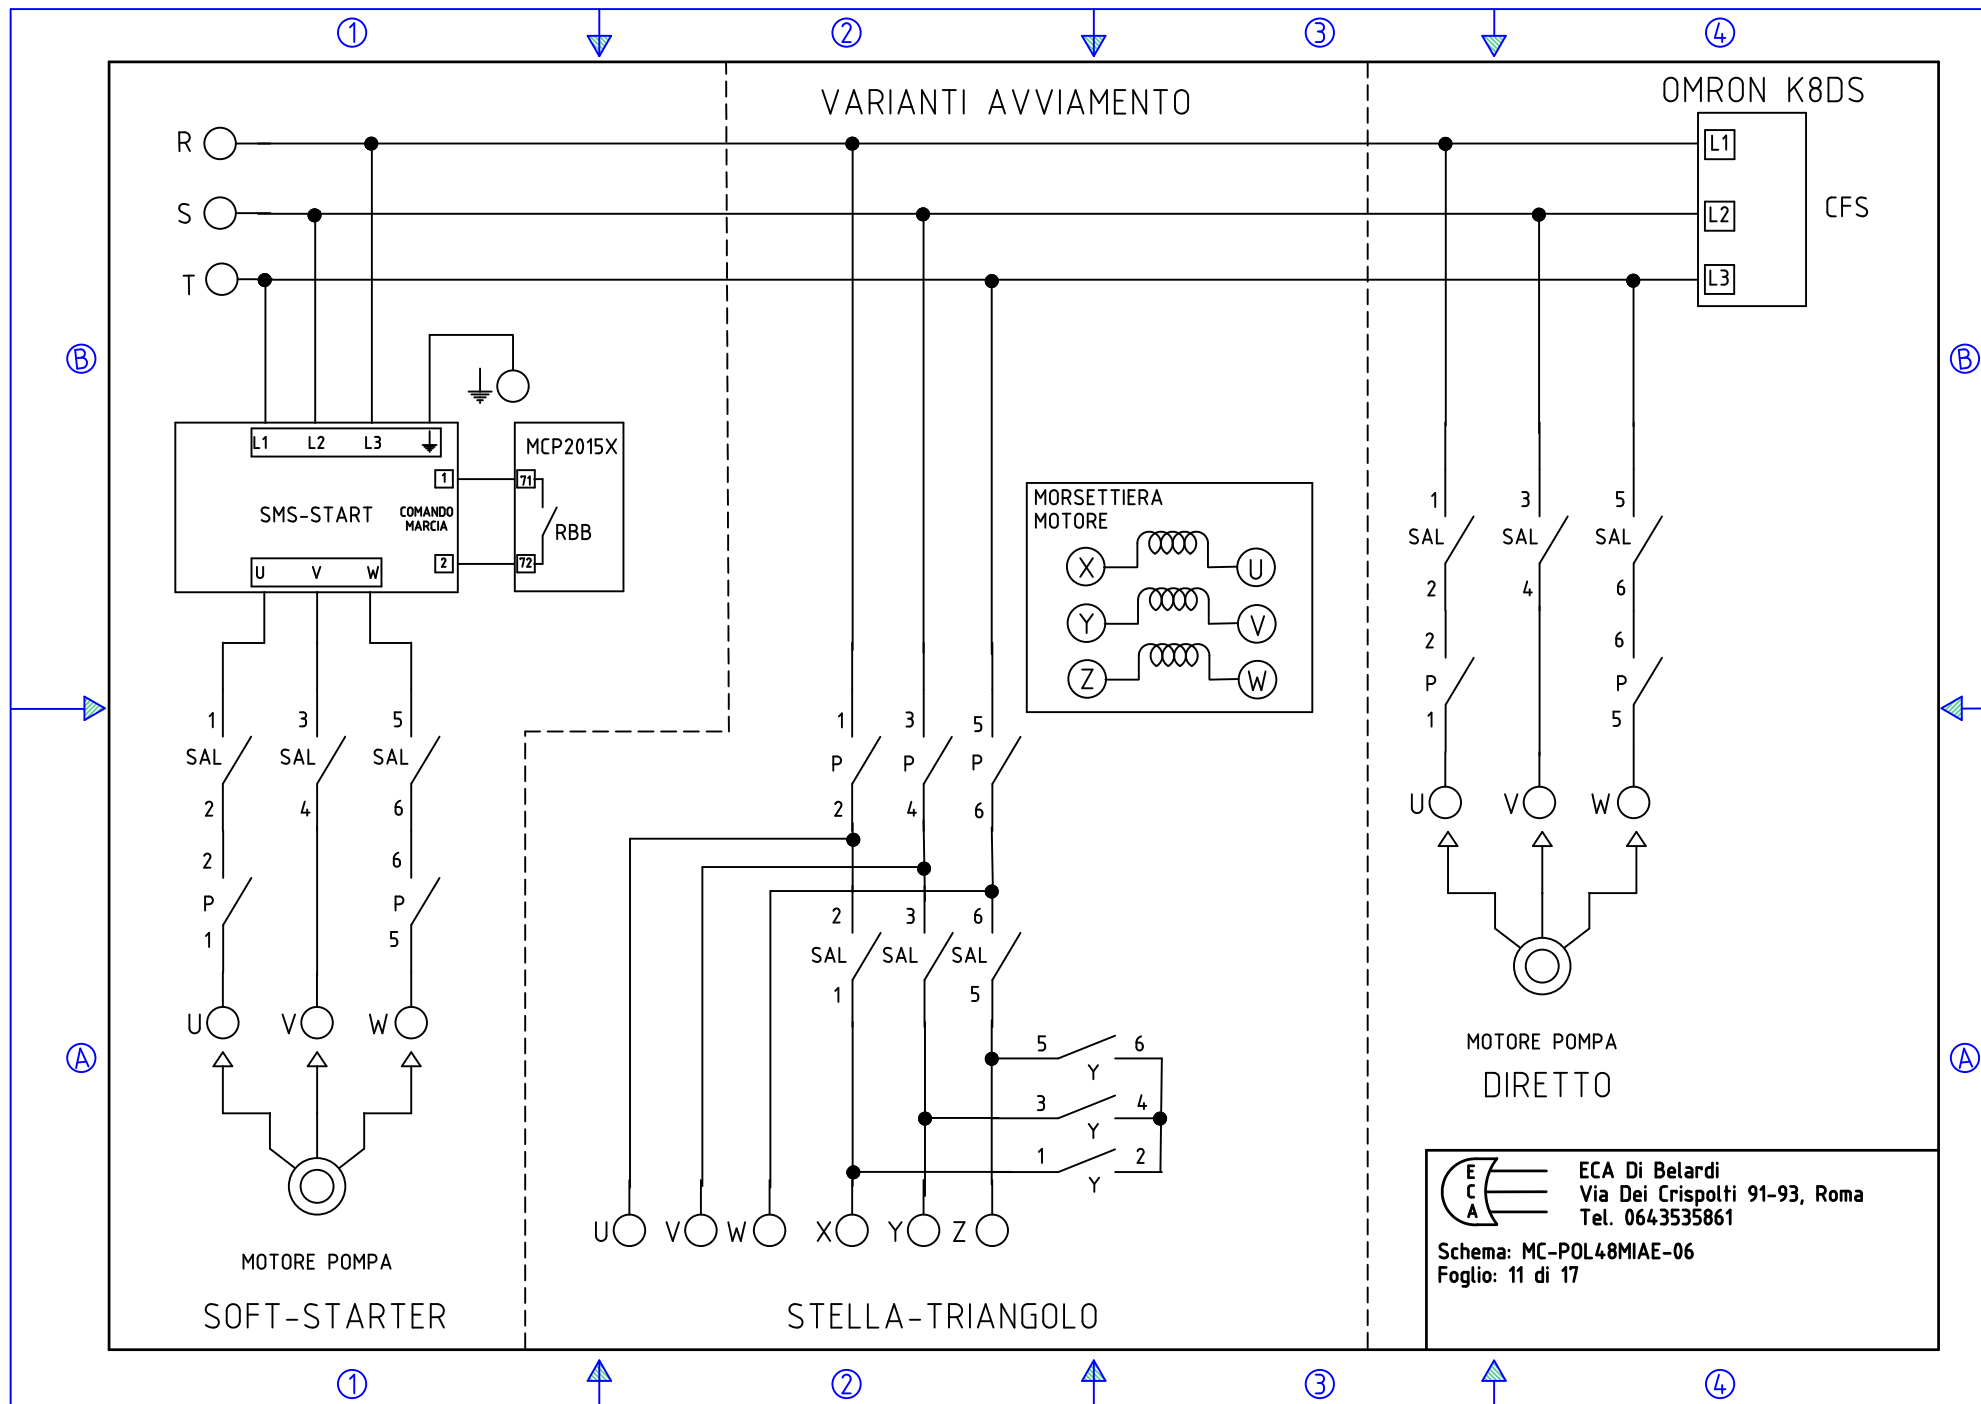 1 2 3 4
VARIANTI AVVIAMENTO
OMRON K8DS
R
L1
S
L2
CFS
T
L3
B
B
L1 L2 L3
MCP2015X
1
71
SMS-START
COMANDO
MARCIA
RBB
2
72
U V W
MORSETTIERA
MOTORE
X U
Y V
Z W
1 3 5
SAL SAL SAL
2 4 6
2 6
P P
1 5
U V W
MOTORE POMPA
DIRETTO
1 3 5
SAL SAL SAL
2 4 6
2 6
P P
1 5
U V W
MOTORE POMPA
SOFT-STARTER
1 3 5
P P P
2 4 6
2 3 6
SAL SAL SAL
1 5
5 6
Y
3 4
Y
1 2
Y
U V W X Y Z
STELLA-TRIANGOLO
A
A
E
C
A
ECA Di Belardi
Via Dei Crispolti 91-93, Roma
Tel. 0643535861
Schema: MC-POL48MIAE-06
Foglio: 11 di 17
1 2 3 4